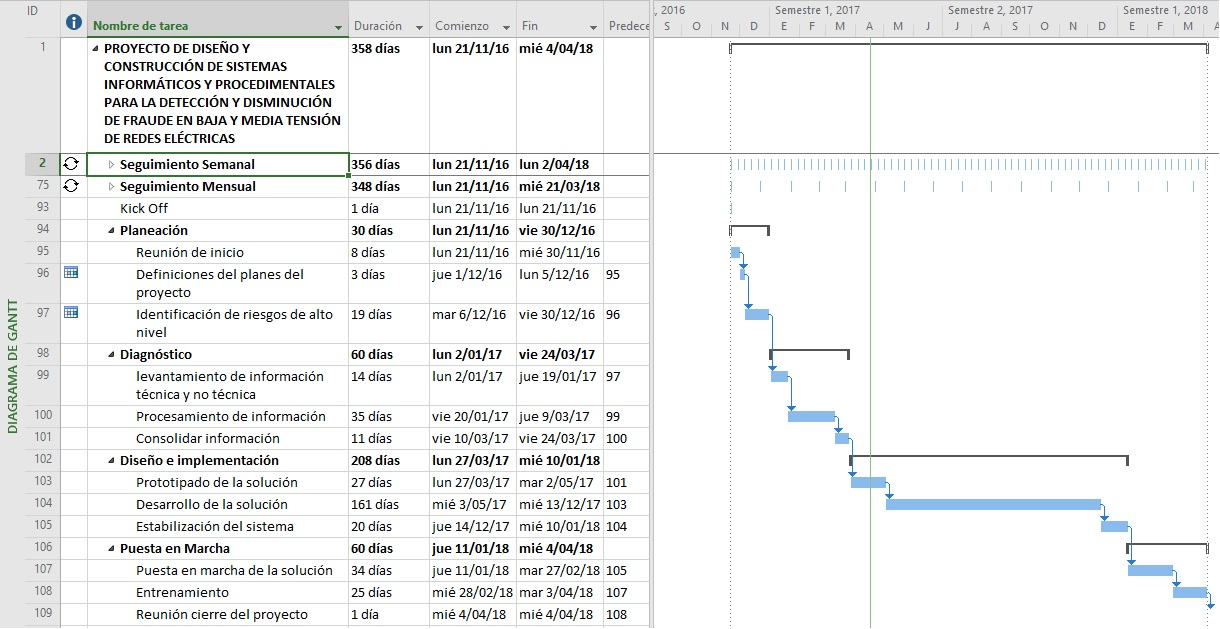 ID
Nombre de tarea Duración Comienzo Fin Predece
, 2016 Semestre 1, 2017 Semestre 2, 2017 Semestre 1, 2018
S O N D E F M A M J J A S O N D E F M A
1 PROYECTO DE DISEÑO Y 358 días lun 21/11/16 mié 4/04/18
CONSTRUCCIÓN DE SISTEMAS
INFORMÁTICOS Y PROCEDIMENTALES
PARA LA DETECCIÓN Y DISMINUCIÓN
DE FRAUDE EN BAJA Y MEDIA TENSIÓN
DE REDES ELÉCTRICAS
2 Seguimiento Semanal 356 días lun 21/11/16 lun 2/04/18
75 Seguimiento Mensual 348 días lun 21/11/16 mié 21/03/18
93 Kick Off 1 día lun 21/11/16 lun 21/11/16
94 Planeación 30 días lun 21/11/16 vie 30/12/16
95 Reunión de inicio 8 días lun 21/11/16 mié 30/11/16
96 Definiciones del planes del 3 días jue 1/12/16 lun 5/12/16 95
proyecto
97 Identificación de riesgos de alto 19 días mar 6/12/16 vie 30/12/16 96
nivel
98 Diagnóstico 60 días lun 2/01/17 vie 24/03/17
99 levantamiento de información 14 días lun 2/01/17 jue 19/01/17 97
técnica y no técnica
100 Procesamiento de información 35 días vie 20/01/17 jue 9/03/17 99
101 Consolidar información 11 días vie 10/03/17 vie 24/03/17 100
102 Diseño e implementación 208 días lun 27/03/17 mié 10/01/18
103 Prototipado de la solución 27 días lun 27/03/17 mar 2/05/17 101
104 Desarrollo de la solución 161 días mié 3/05/17 mié 13/12/17 103
105 Estabilización del sistema 20 días jue 14/12/17 mié 10/01/18 104
106 Puesta en Marcha 60 días jue 11/01/18 mié 4/04/18
107 Puesta en marcha de la solución 34 días jue 11/01/18 mar 27/02/18 105
108 Entrenamiento 25 días mié 28/02/18 mar 3/04/18 107
109 Reunión cierre del proyecto 1 día mié 4/04/18 mié 4/04/18 108
DIAGRAMA DE GANTT